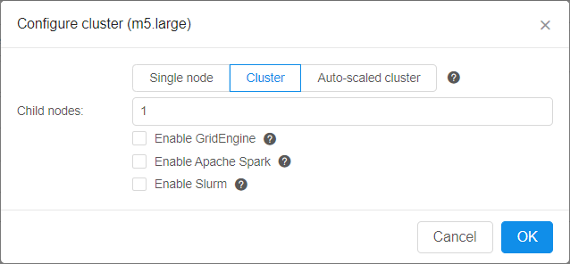 Configure cluster (m5.large)
Single node Cluster Auto-scaled cluster ?
Child nodes: 1
Enable GridEngine ?
Enable Apache Spark ?
Enable Slurm ?
Cancel OK